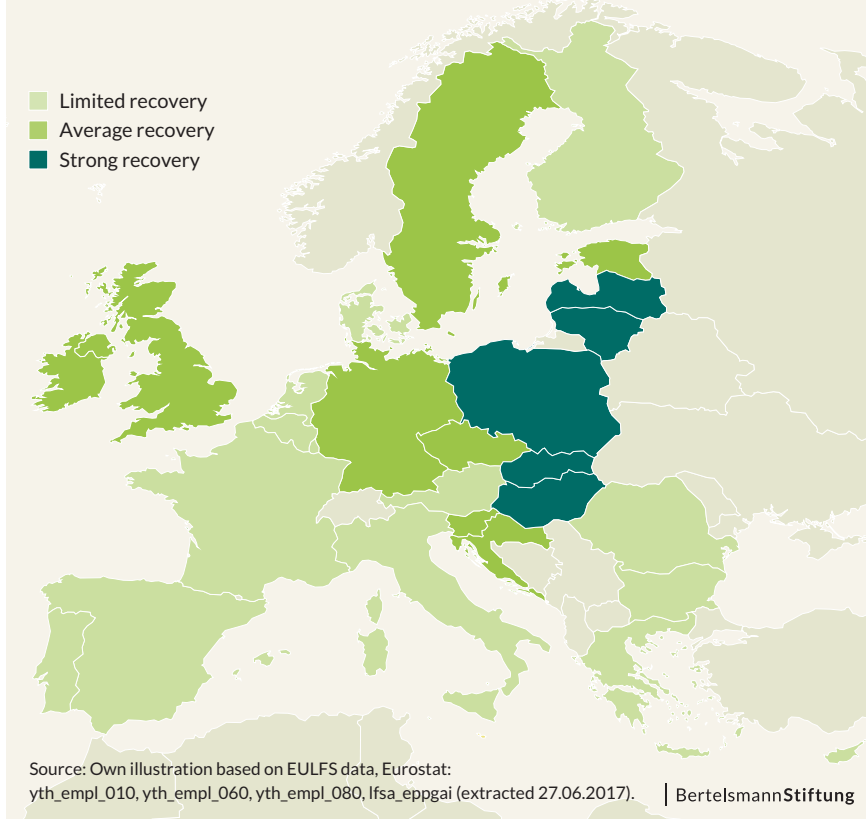 Limited recovery
Average recovery
Strong recovery
Source: Own illustration based on EULFS data, Eurostat:
yth_empl_010, yth_empl_060, yth_empl_080, lfsa_eppgai (extracted 27.06.2017).
BertelsmannStiftung